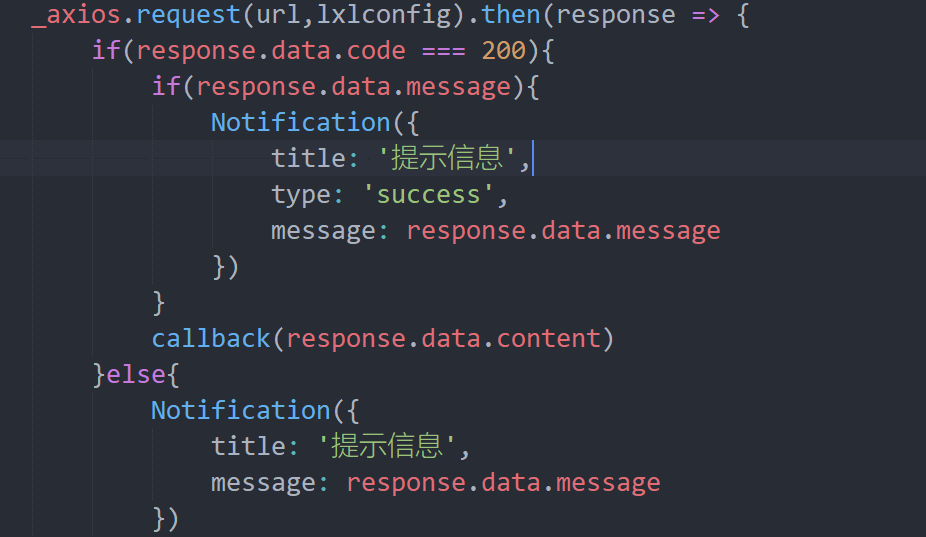 _axios.request(url,lxlconfig).then(response => {
if(response.data.code === 200){
if(response.data.message){
Notification({
title: '提示信息',
type: 'success',
message: response.data.message
})
}
callback(response.data.content)
}else{
Notification({
title: '提示信息',
message: response.data.message
})